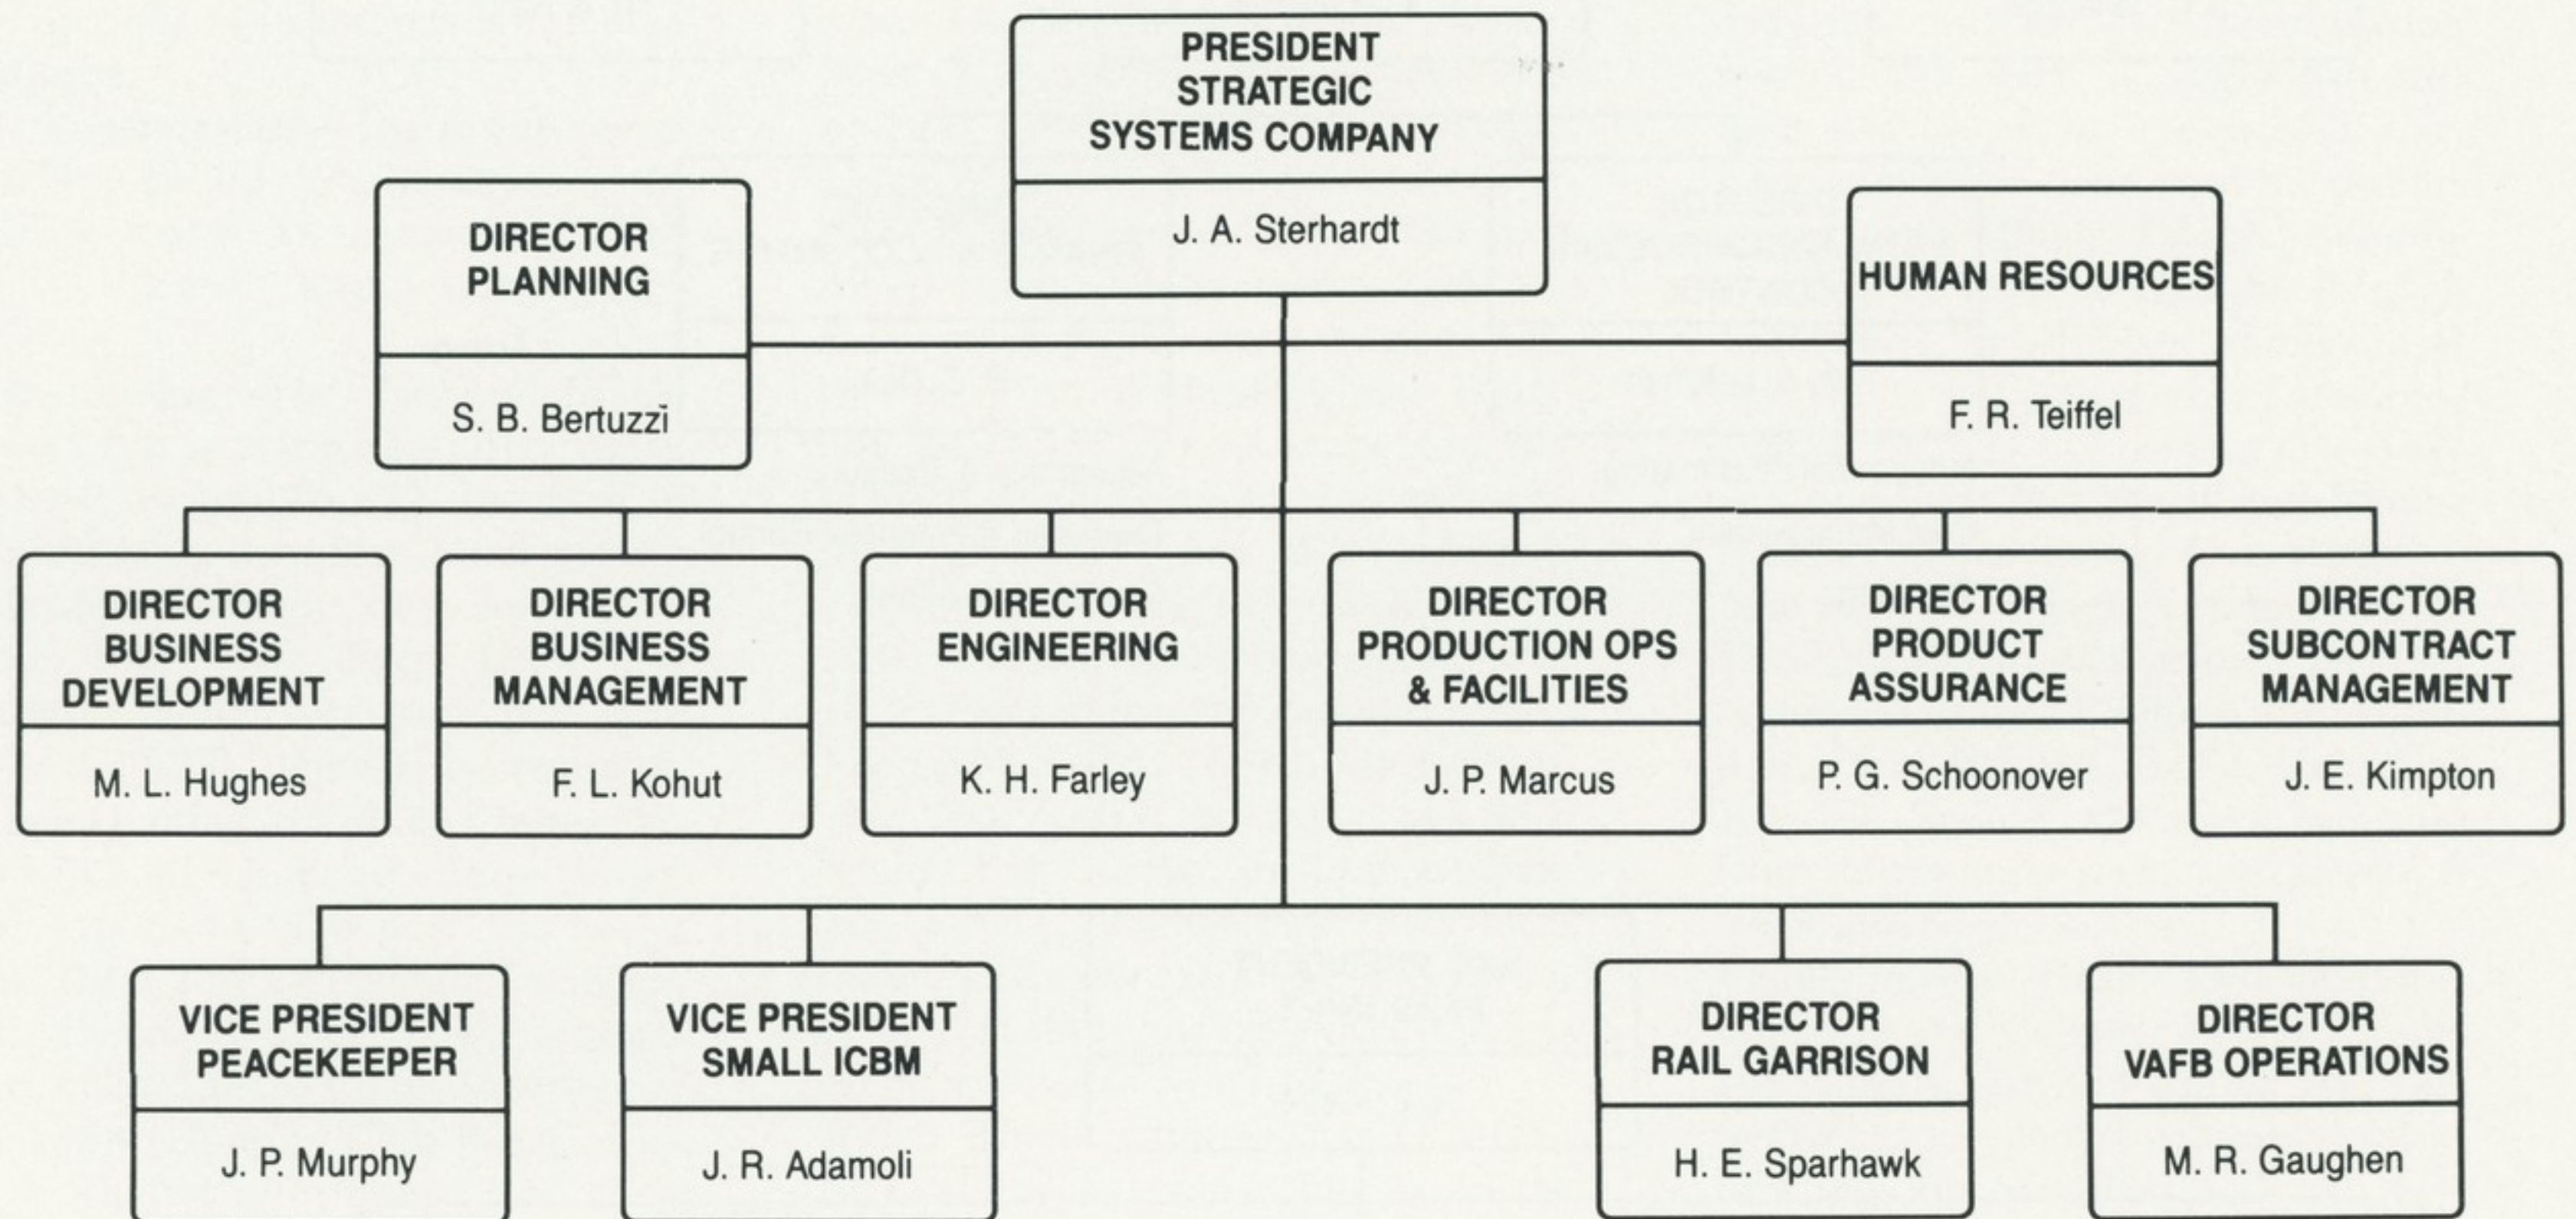 PRESIDENT
STRATEGIC
SYSTEMS COMPANY
J. A. Sterhardt
DIRECTOR
PLANNING
S. B. Bertuzzi
HUMAN RESOURCES
F. R. Teiffel
DIRECTOR
BUSINESS
DEVELOPMENT
M. L. Hughes
DIRECTOR
BUSINESS
MANAGEMENT
F. L. Kohut
DIRECTOR
ENGINEERING
K. H. Farley
DIRECTOR
PRODUCTION OPS
& FACILITIES
J. P. Marcus
DIRECTOR
PRODUCT
ASSURANCE
P. G. Schoonover
DIRECTOR
SUBCONTRACT
MANAGEMENT
J. E. Kimpton
VICE PRESIDENT
PEACEKEEPER
J. P. Murphy
VICE PRESIDENT
SMALL ICBM
J. R. Adamoli
DIRECTOR
RAIL GARRISON
H. E. Sparhawk
DIRECTOR
VAFB OPERATIONS
M. R. Gaughen